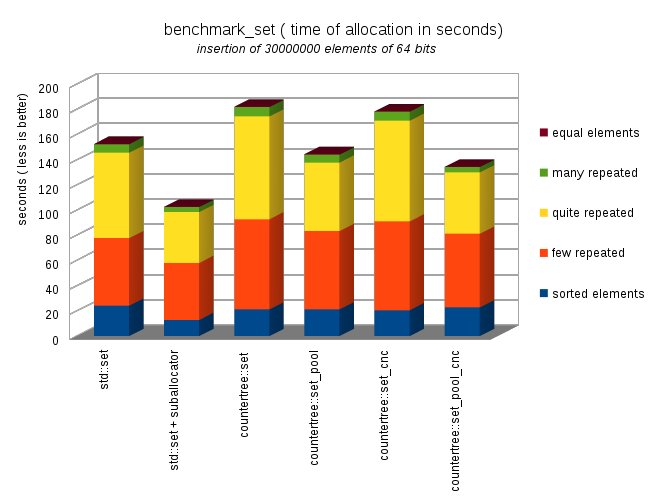 benchmark_set ( time of allocation in seconds)
insertion of 30000000 elements of 64 bits
seconds ( less is better)
200
180
160
140
120
100
80
60
40
20
0
std::set
std::set + suballocator
countertree::set
countertree::set_pool
countertree::set_cnc
countertree::set_pool_cnc
equal elements
many repeated
quite repeated
few repeated
sorted elements